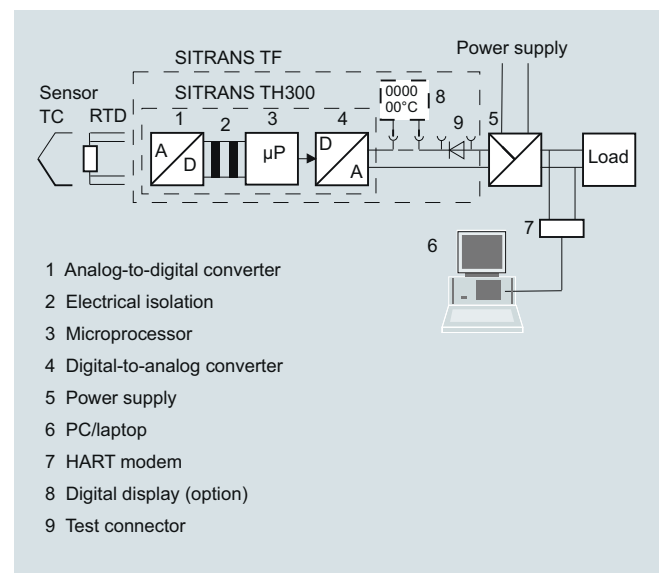 SITRANS TF
Power supply
Sensor
TC RTD
SITRANS TH300
0000
00°C
8
1 2 3 4 9 5
A
D
µP
D
A
Load
7
6
1 Analog-to-digital converter
2 Electrical isolation
3 Microprocessor
4 Digital-to-analog converter
5 Power supply
6 PC/laptop
7 HART modem
8 Digital display (option)
9 Test connector